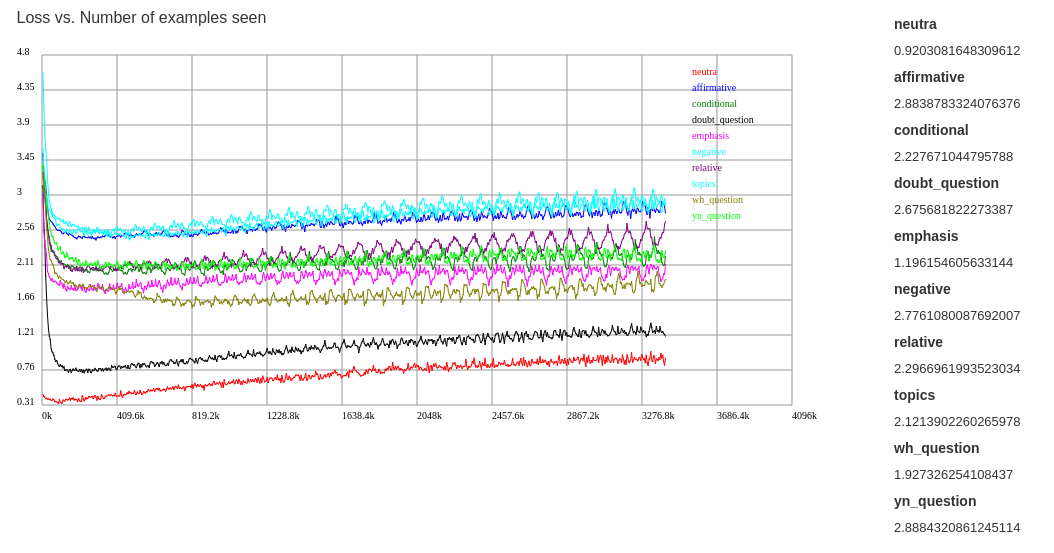 Loss vs. Number of examples seen
4.8
4.35
3.9
3.45
3
2.56
2.11
1.66
1.21
0.76
0.31
0k
409.6k
819.2k
1228.8k
1638.4k
2048k
2457.6k
2867.2k
3276.8k
3686.4k
4096k
neutra
affirmative
conditional
doubt_question
emphasis
negative
relative
topics
wh_question
yn_question
neutra
0.9203081648309612
affirmative
2.8838783324076376
conditional
2.227671044795788
doubt_question
2.675681822273387
emphasis
1.196154605633144
negative
2.7761080087692007
relative
2.2966961993523034
topics
2.1213902260265978
wh_question
1.927326254108437
yn_question
2.8884320861245114